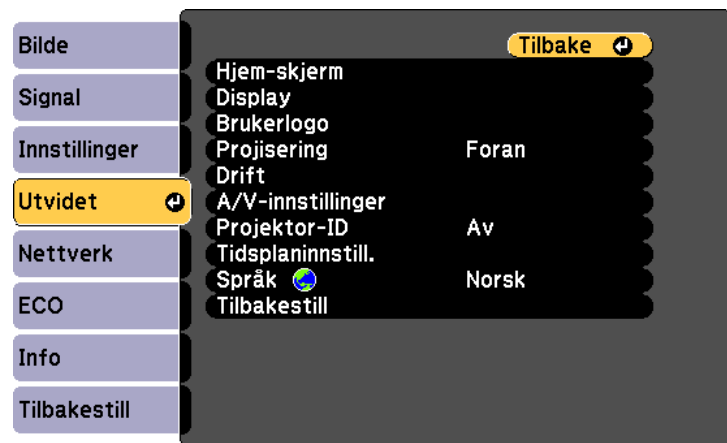 Bilde
Signal
Innstillinger
Utvidet
Nettverk
ECO
Info
Tilbakestill
Tilbake
Hjem-skjerm
Display
Brukerlogo
Projisering Foran
Drift
A/V-innstillinger
Projektor-ID Av
Tidsplaninnstill.
Språk Norsk
Tilbakestill